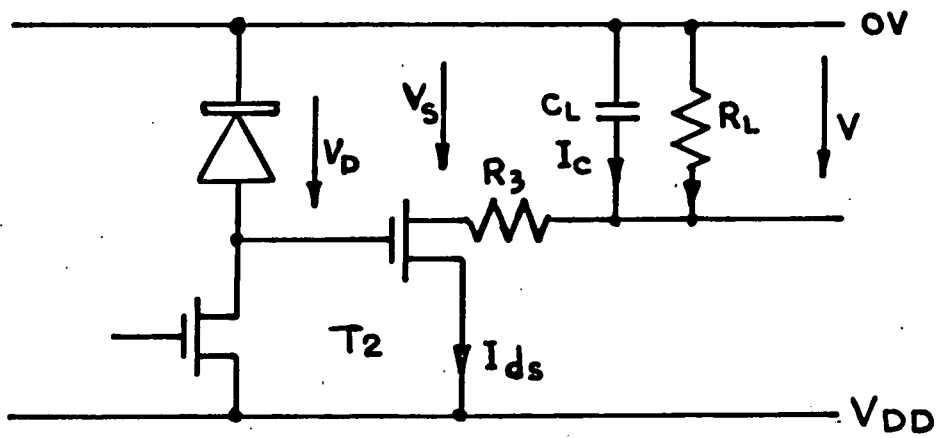 0V
V_S
C_L
R_L
V
V_D
I_C
R_3
T_2
I_ds
V_DD